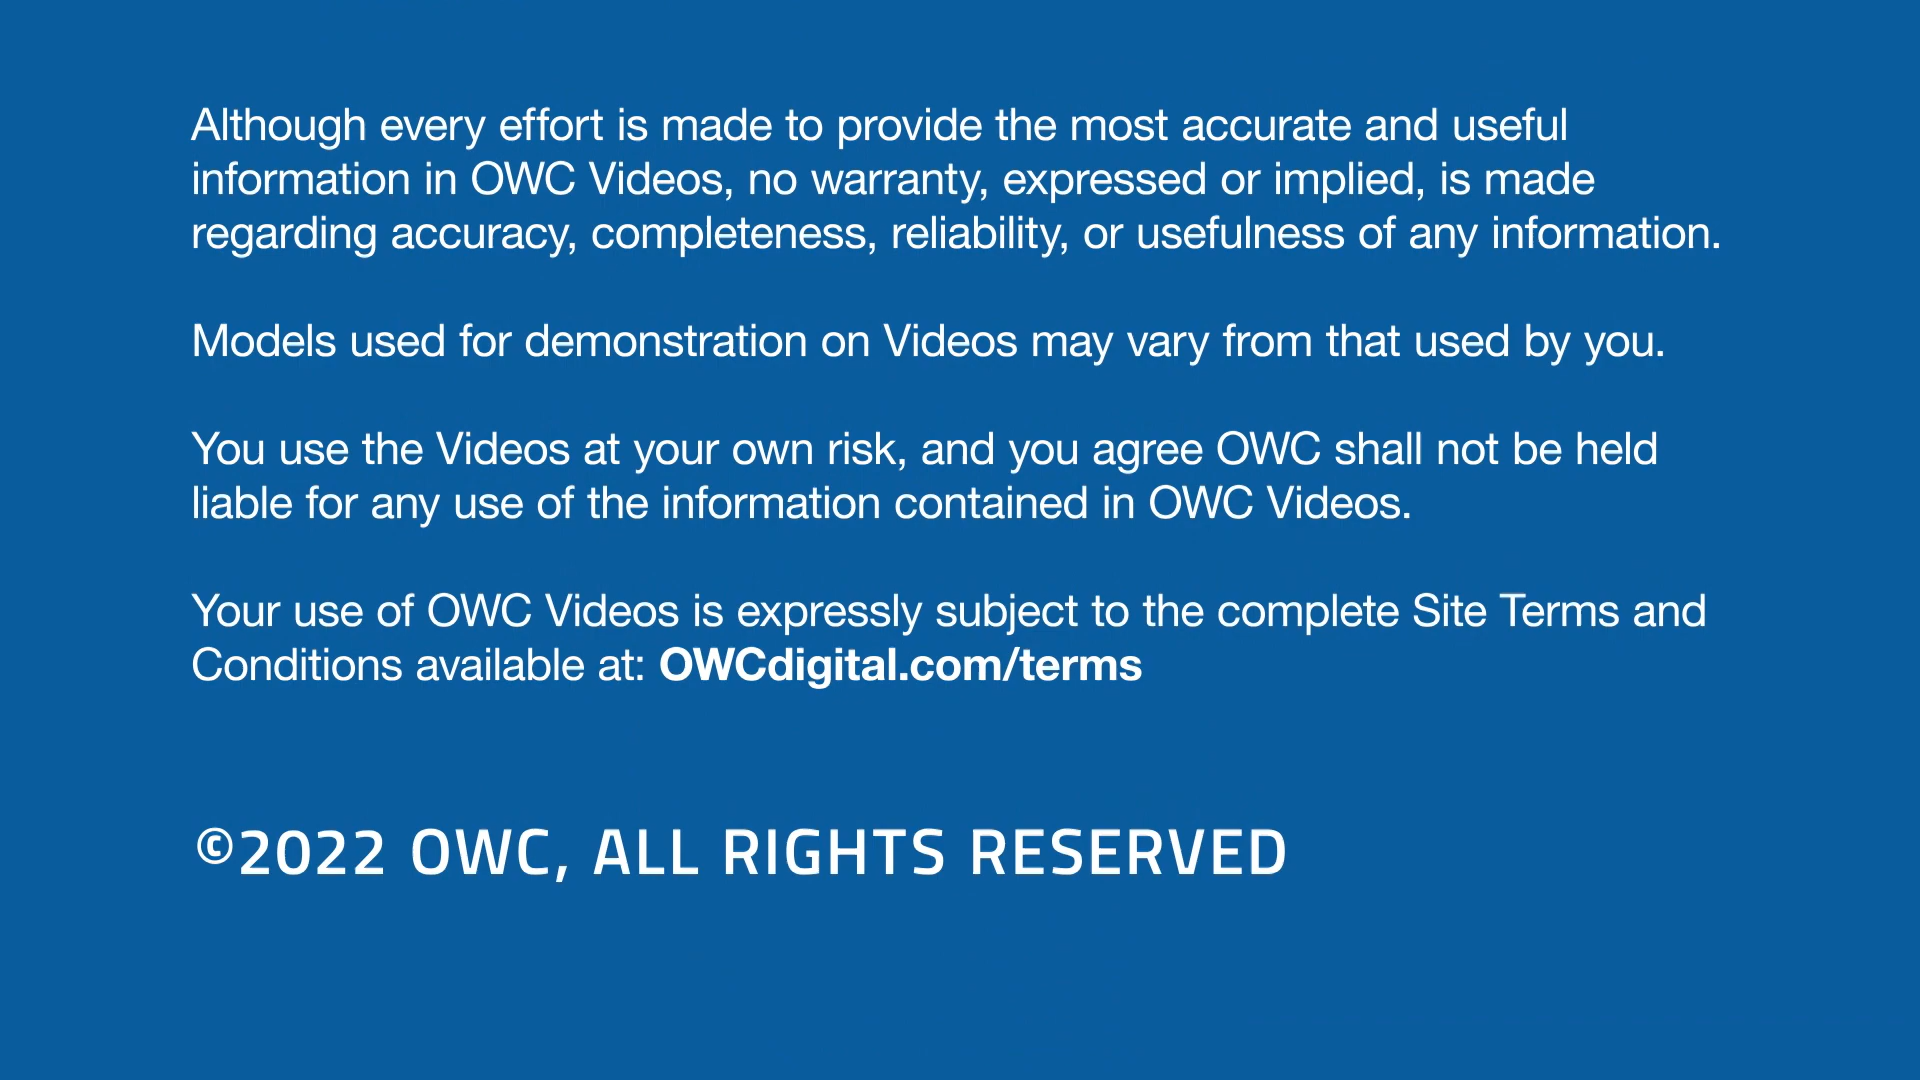 Although every effort is made to provide the most accurate and useful
information in OWC Videos, no warranty, expressed or implied, is made
regarding accuracy, completeness, reliability, or usefulness of any information.
Models used for demonstration on Videos may vary from that used by you.
You use the Videos at your own risk, and you agree OWC shall not be held
liable for any use of the information contained in OWC Videos.
Your use of OWC Videos is expressly subject to the complete Site Terms and
Conditions available at: OWCdigital.com/terms
©2022 OWC, ALL RIGHTS RESERVED